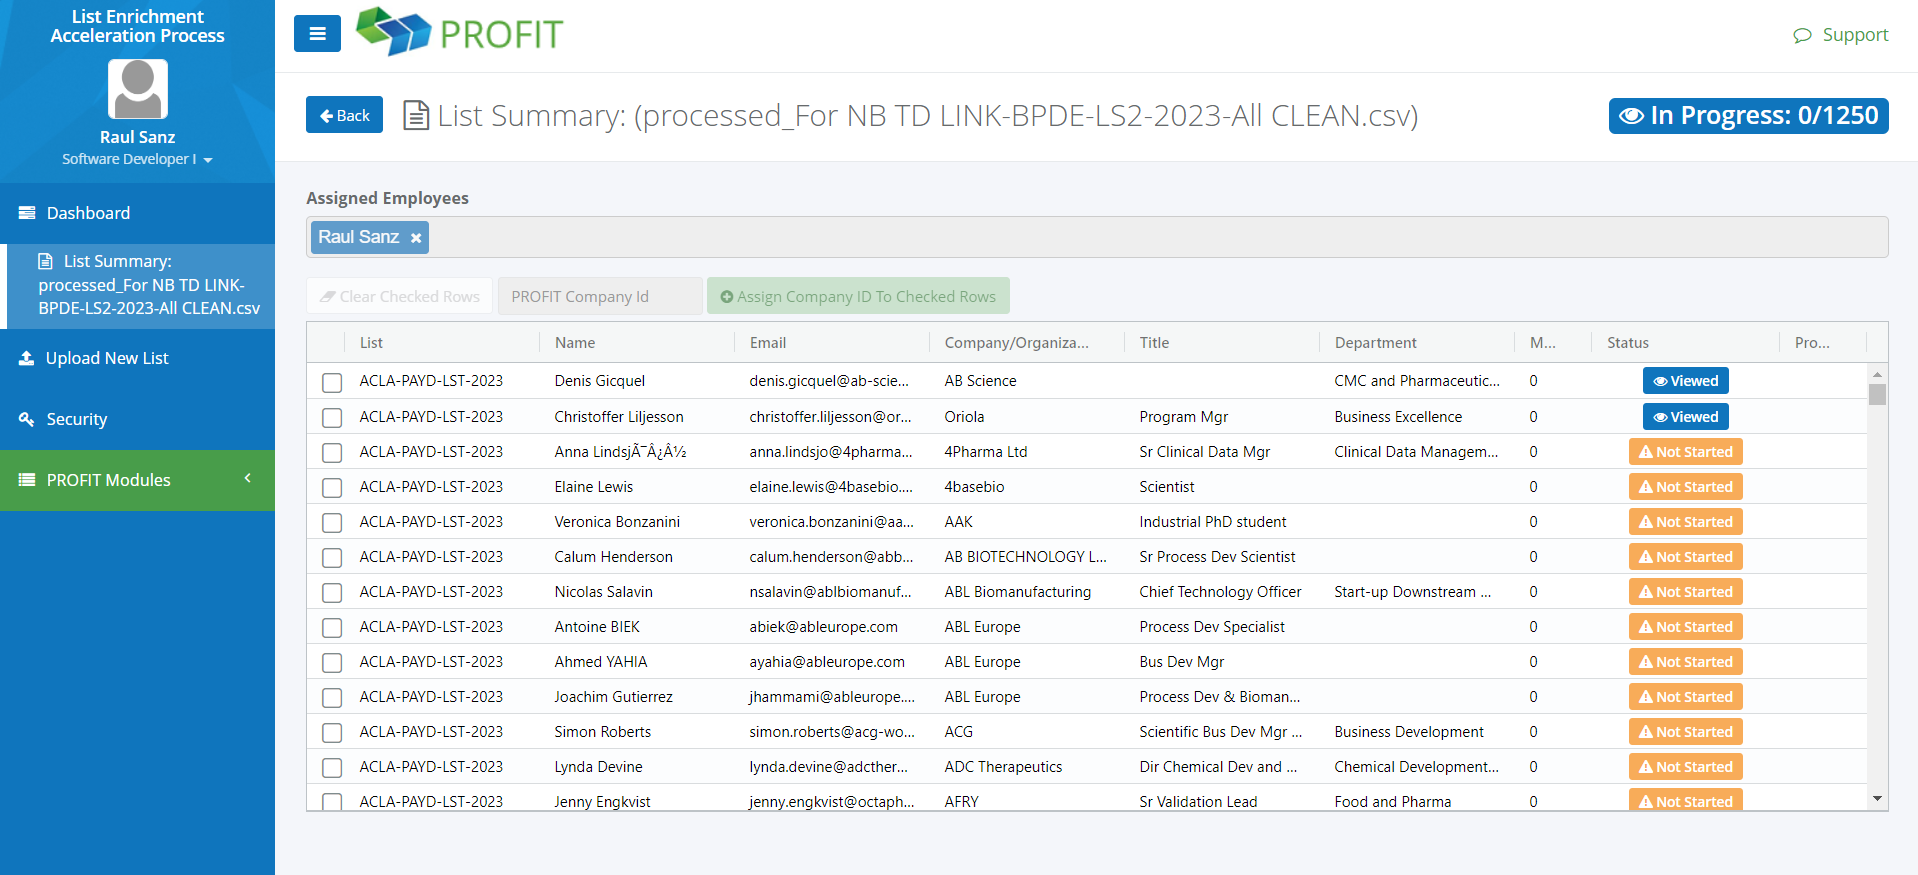 List Enrichment
Acceleration Process
Raul Sanz
Software Developer I
Dashboard
List Summary:
processed_For NB TD LINK-
BPDE-LS2-2023-All CLEAN.csv
Upload New List
Security
PROFIT Modules
PROFIT
Support
Back
List Summary: (processed_For NB TD LINK-BPDE-LS2-2023-All CLEAN.csv)
In Progress: 0/1250
Assigned Employees
Raul Sanz ×
Clear Checked Rows PROFIT Company Id Assign Company ID To Checked Rows
List Name Email Company/Organiza... Title Department M... Status Pro...
ACLA-PAYD-LST-2023 Denis Gicquel denis.gicquel@ab-scie... AB Science CMC and Pharmaceutic... 0 Viewed
ACLA-PAYD-LST-2023 Christoffer Liljesson christoffer.liljesson@or... Oriola Program Mgr Business Excellence 0 Viewed
ACLA-PAYD-LST-2023 Anna LindsjÃ¯Â¿Â½ anna.lindsjo@4pharma... 4Pharma Ltd Sr Clinical Data Mgr Clinical Data Managem... 0 Not Started
ACLA-PAYD-LST-2023 Elaine Lewis elaine.lewis@4basebio.... 4basebio Scientist 0 Not Started
ACLA-PAYD-LST-2023 Veronica Bonzanini veronica.bonzanini@aa... AAK Industrial PhD student 0 Not Started
ACLA-PAYD-LST-2023 Calum Henderson calum.henderson@abb... AB BIOTECHNOLOGY L... Sr Process Dev Scientist 0 Not Started
ACLA-PAYD-LST-2023 Nicolas Salavin nsalavin@ablbiomanuf... ABL Biomanufacturing Chief Technology Officer Start-up Downstream ... 0 Not Started
ACLA-PAYD-LST-2023 Antoine BIEK abiek@ableurope.com ABL Europe Process Dev Specialist 0 Not Started
ACLA-PAYD-LST-2023 Ahmed YAHIA ayahia@ableurope.com ABL Europe Bus Dev Mgr 0 Not Started
ACLA-PAYD-LST-2023 Joachim Gutierrez jhammami@ableurope.... ABL Europe Process Dev & Bioman... 0 Not Started
ACLA-PAYD-LST-2023 Simon Roberts simon.roberts@acg-wo... ACG Scientific Bus Dev Mgr ... Business Development 0 Not Started
ACLA-PAYD-LST-2023 Lynda Devine lynda.devine@adcther... ADC Therapeutics Dir Chemical Dev and ... Chemical Development... 0 Not Started
ACLA-PAYD-LST-2023 Jenny Engkvist jenny.engkvist@octaph... AFRY Sr Validation Lead Food and Pharma 0 Not Started